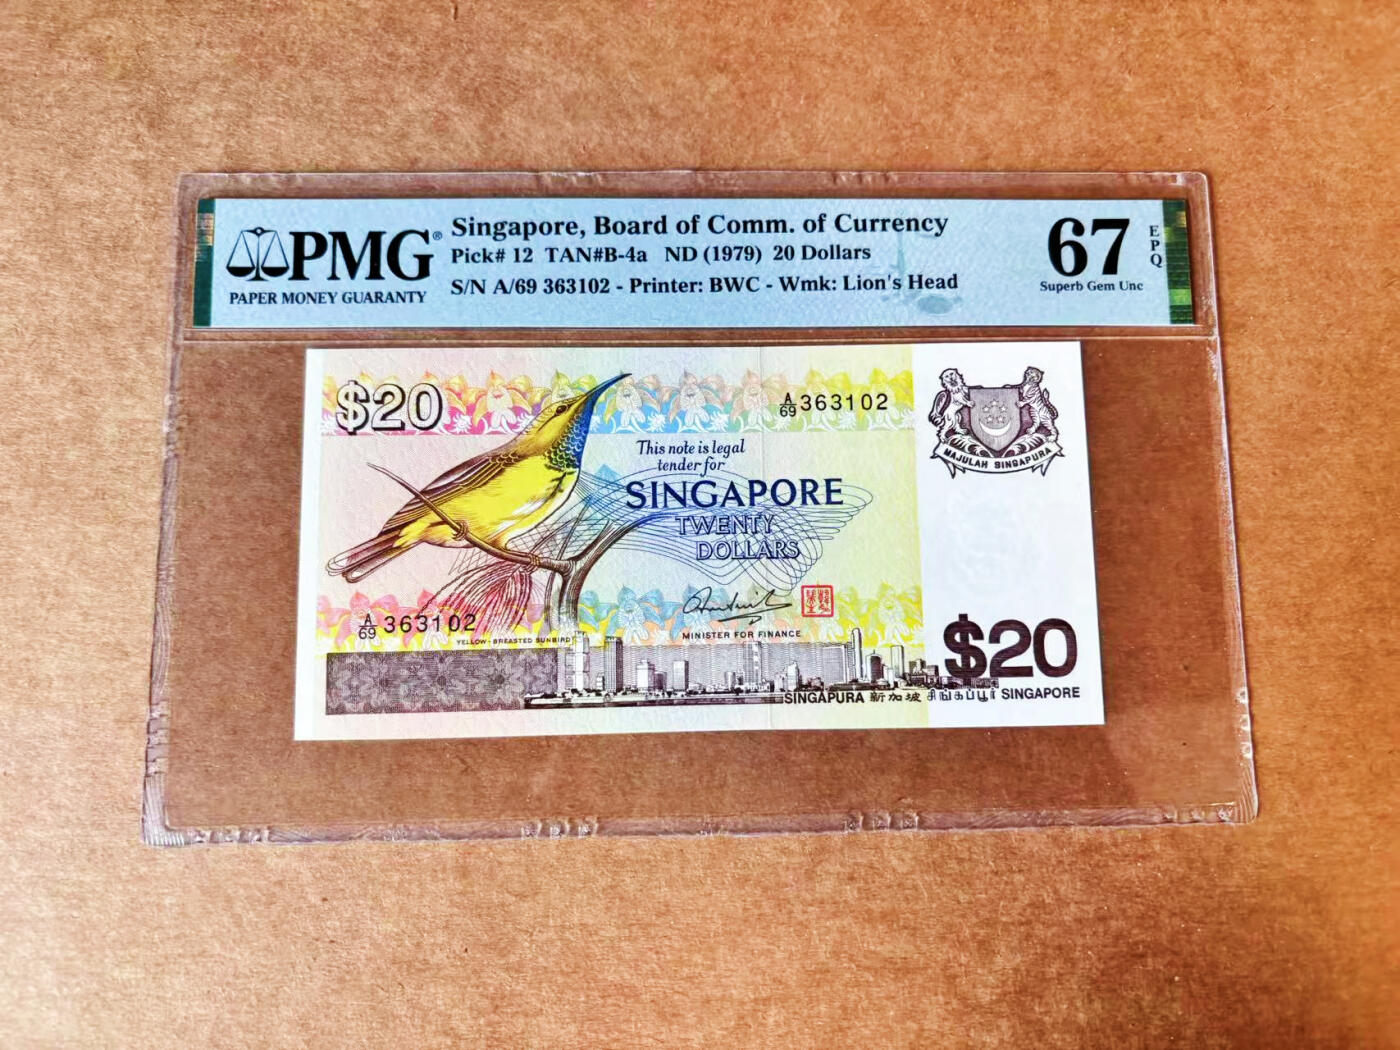 PMG®
PAPER MONEY GUARANTY
Singapore, Board of Comm. of Currency
Pick# 12 TAN#B-4a ND (1979) 20 Dollars
S/N A/69 363102 - Printer: BWC - Wmk: Lion's Head
67
EPQ
Superb Gem Unc
$20
A/69 363102
MAJULAH SINGAPURA
This note is legal
tender for
SINGAPORE
TWENTY
DOLLARS
A/69 363102
YELLOW-BREASTED SUNBIRD
MINISTER FOR FINANCE
$20
SINGAPURA 新加坡 சிங்கப்பூர் SINGAPORE